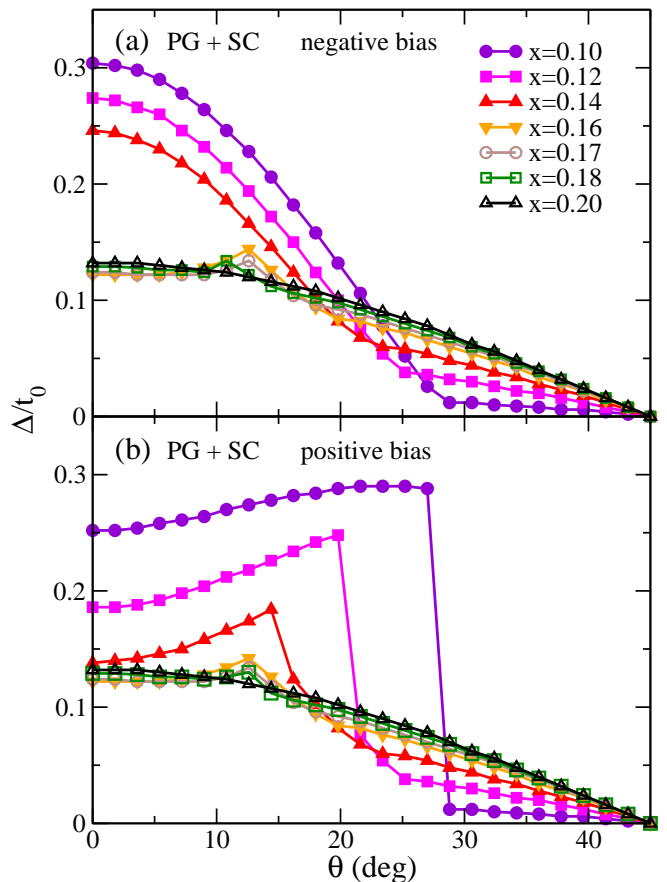 (a) PG + SC negative bias
x=0.10
x=0.12
x=0.14
x=0.16
x=0.17
x=0.18
x=0.20
0.3
0.2
0.1
0
Δ/t₀
(b) PG + SC positive bias
0.3
0.2
0.1
0
0 10 20 30 40
θ (deg)